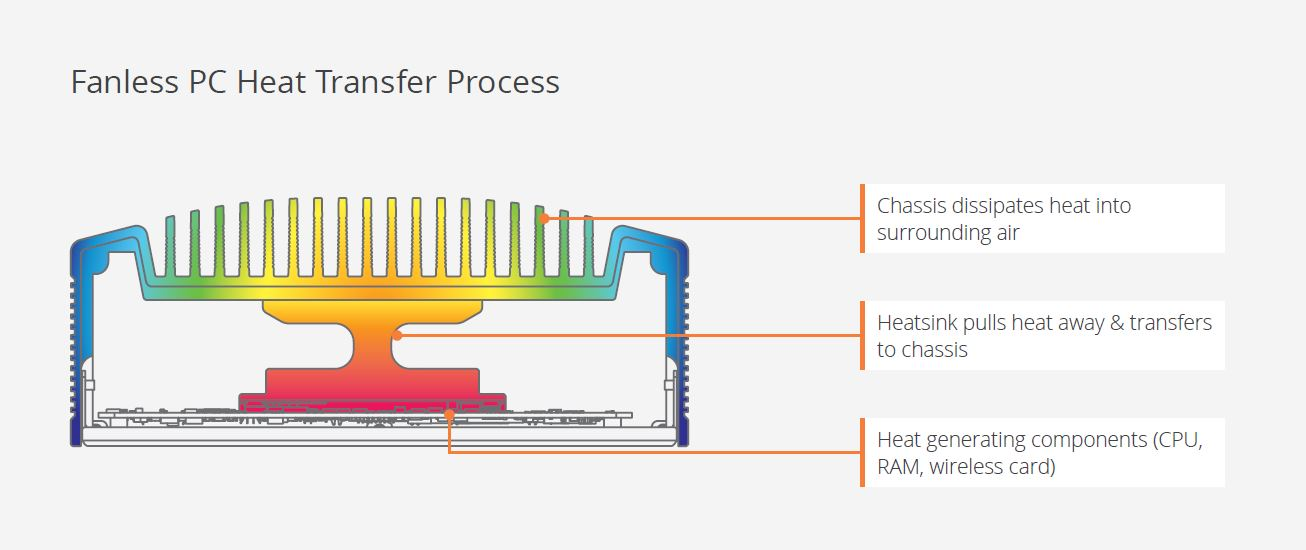 Fanless PC Heat Transfer Process
Chassis dissipates heat into
surrounding air
Heatsink pulls heat away & transfers
to chassis
Heat generating components (CPU,
RAM, wireless card)